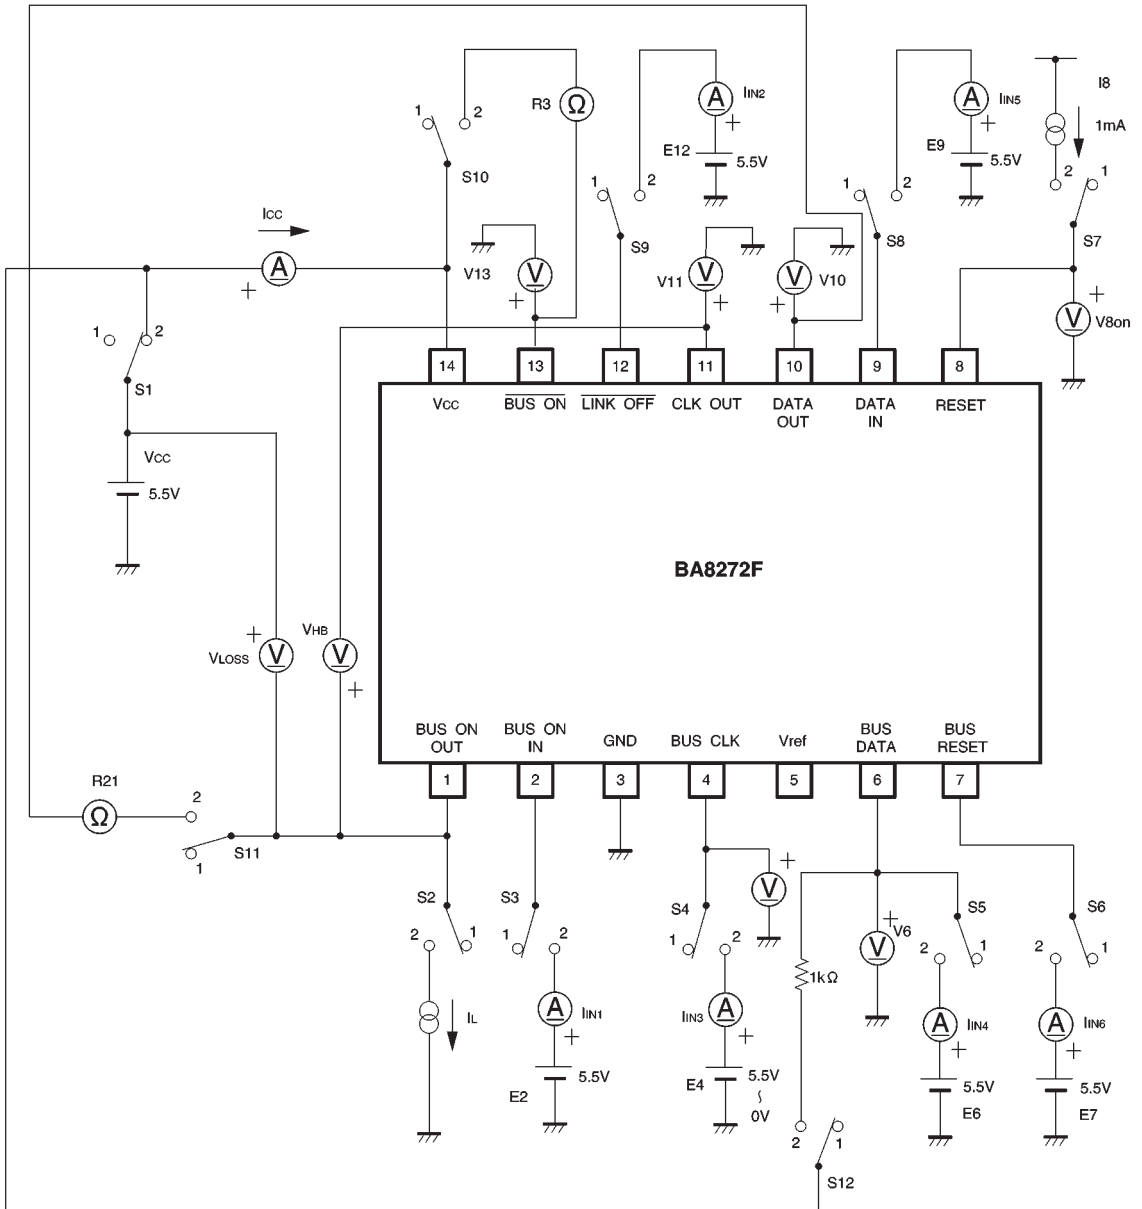 1
2
S10
R3
Ω
1
2
S9
A
IIN2
+
E12
5.5V
1
2
S8
A
IIN5
+
E9
5.5V
I8
1mA
2
1
S7
ICC
A
+
V13
V
+
V11
V
+
V
V10
+
+
V
V8on
1
2
S1
VCC
5.5V
14
13
12
11
10
9
8
VCC
BUS ON
LINK OFF
CLK OUT
DATA OUT
DATA IN
RESET
BA8272F
+
VLOSS
V
VHB
V
+
BUS ON OUT
BUS ON IN
GND
BUS CLK
Vref
BUS DATA
BUS RESET
1
2
3
4
5
6
7
R21
Ω
2
1
S11
S2
2
1
IL
S3
1
2
A
IIN1
+
5.5V
E2
S4
1
2
+
V
IIN3
A
+
E4
5.5V
~
0V
1kΩ
+
V6
V
S5
2
1
A
IIN4
+
5.5V
E6
S6
2
1
A
IIN6
+
5.5V
E7
2
1
S12